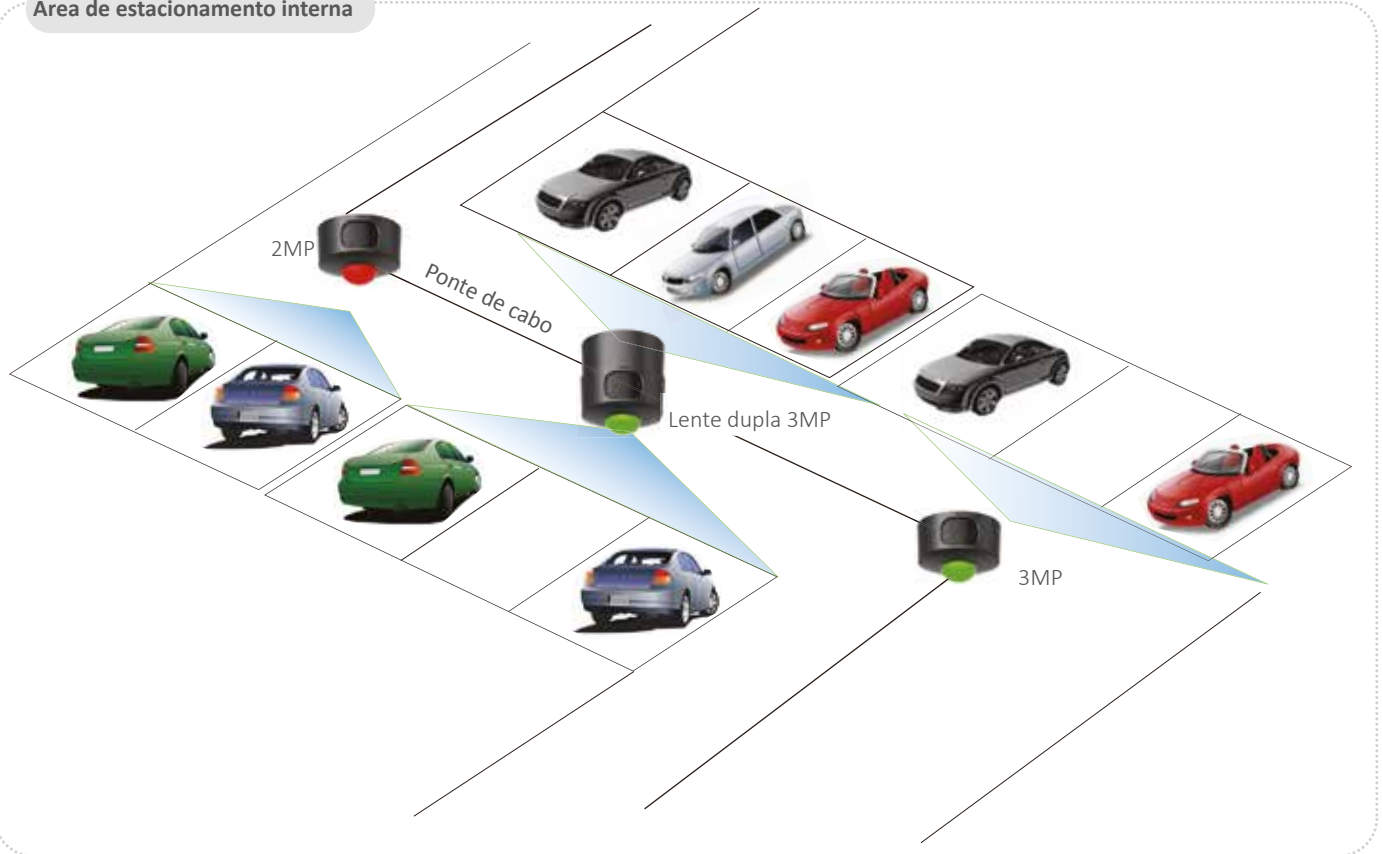 Área de estacionamento interna
2MP
Ponte de cabo
Lente dupla 3MP
3MP